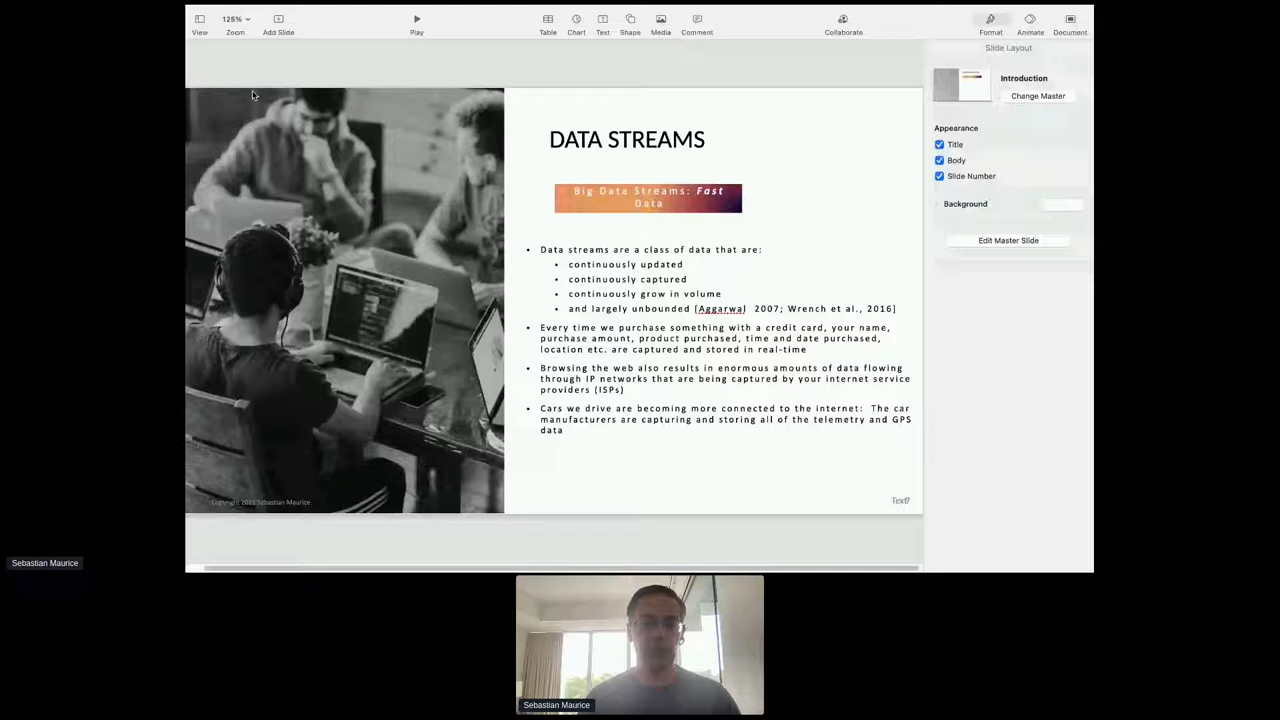 126%
View
Zoom
Add Slide
Play
Table
Chart
Text
Shape
Media
Comment
Collaborate
Format
Animate
Document
Slide Layout
Introduction
Change Master
Appearance
Title
Body
Slide Number
Background
Edit Master Slide
DATA STREAMS
Big Data Streams: Fast
Data
• Data streams are a class of data that are:
• continuously updated
• continuously captured
• continuously grow in volume
• and largely unbounded [Aggarwal 2007; Wrench et al., 2016]
• Every time we purchase something with a credit card, your name,
purchase amount, product purchased, time and date purchased,
location etc. are captured and stored in real-time
• Browsing the web also results in enormous amounts of data flowing
through IP networks that are being captured by your internet service
providers (ISPs)
• Cars we drive are becoming more connected to the internet: The car
manufacturers are capturing and storing all of the telemetry and GPS
data
Copyright 2021 Sebastian Maurice
Sebastian Maurice
Sebastian Maurice